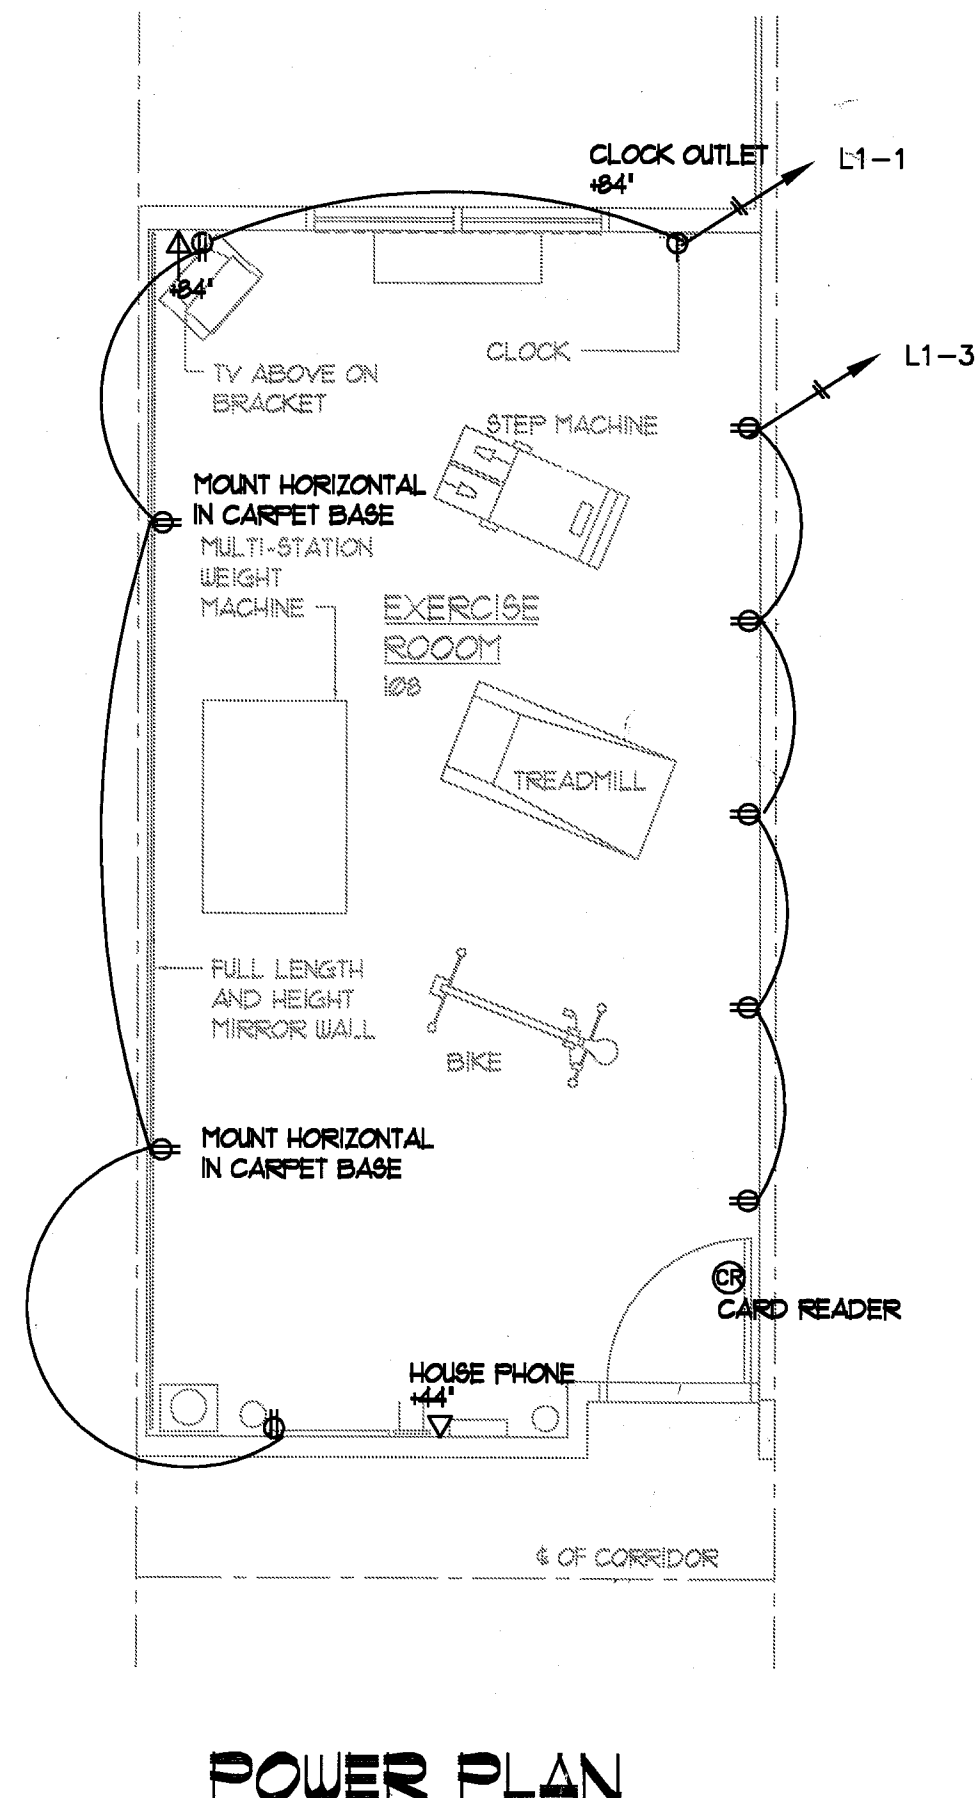 CLOCK OUTLET
+84"
L1-1
+84"
CLOCK
L1-3
TV ABOVE ON
BRACKET
STEP MACHINE
MOUNT HORIZONTAL
IN CARPET BASE
MULTI-STATION
WEIGHT
MACHINE
EXERCISE
ROOOM
108
TREADMILL
FULL LENGTH
AND HEIGHT
MIRROR WALL
BIKE
MOUNT HORIZONTAL
IN CARPET BASE
CR
CARD READER
HOUSE PHONE
+44"
℄ OF CORRIDOR
POWER PLAN